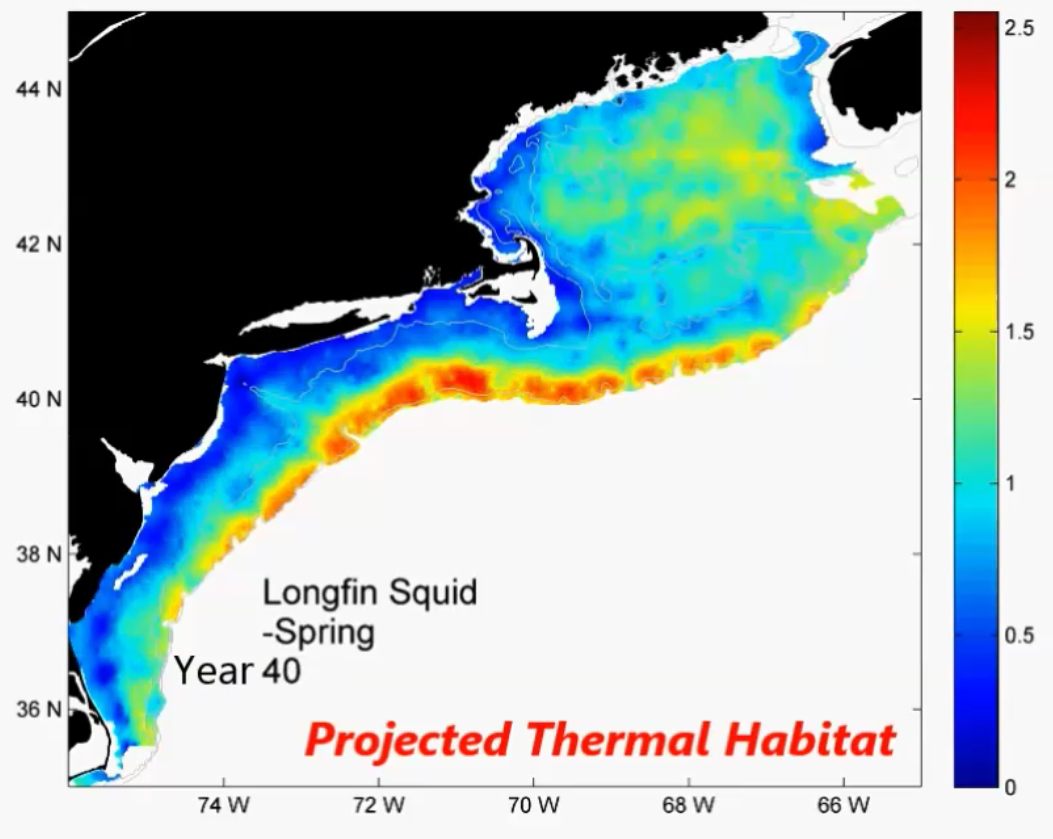 44 N
42 N
40 N
38 N
36 N
74 W
72 W
70 W
68 W
66 W
2.5
2
1.5
1
0.5
0
Longfin Squid
-Spring
Year 40
Projected Thermal Habitat